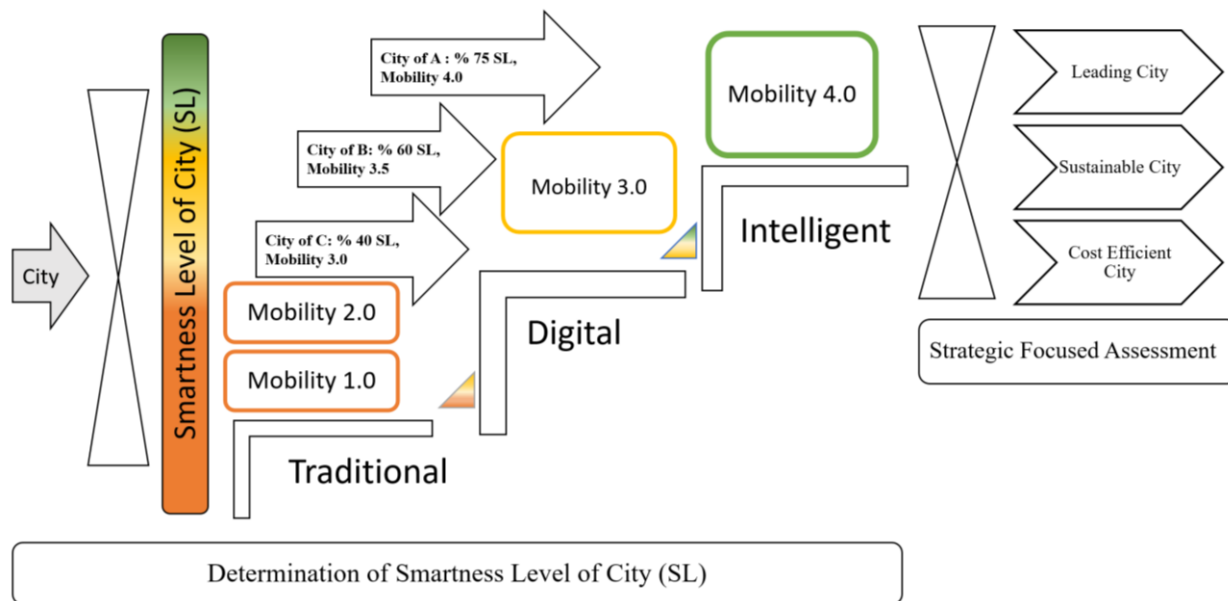 City
Smartness Level of City (SL)
City of A : % 75 SL,
Mobility 4.0
City of B: % 60 SL,
Mobility 3.5
City of C: % 40 SL,
Mobility 3.0
Mobility 2.0
Mobility 1.0
Traditional
Mobility 3.0
Digital
Mobility 4.0
Intelligent
Leading City
Sustainable City
Cost Efficient
City
Strategic Focused Assessment
Determination of Smartness Level of City (SL)